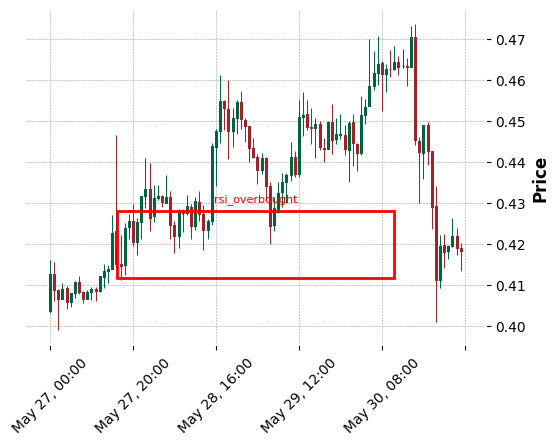 0.47
0.46
0.45
0.44
0.43
0.42
0.41
0.40
Price
rsi_overbought
May 27, 00:00
May 27, 20:00
May 28, 16:00
May 29, 12:00
May 30, 08:00